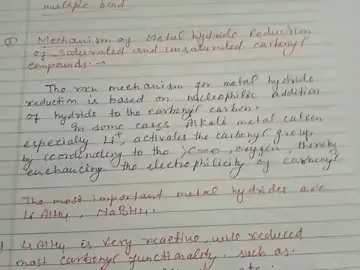 multiple bond
① Mechanism of Metal hydride Reduction
of saturated and unsaturated carbonyl
compounds:→
The rxn mechanism for metal hydride
reduction is based on nucleophilic addition
of hydride to the carbonyl carbon.
In some cases Alkali metal cation
especially Li⁺, activates the carbonyl group
by coordinating to the >C=O, oxygen, thereby
enchancing the electrophilicity of carbonyl
The most important metal hydrides are
LiAlH4, NaBH4.
LiAlH4 is very reactive, will reduced
most carbonyl functionality, such as.